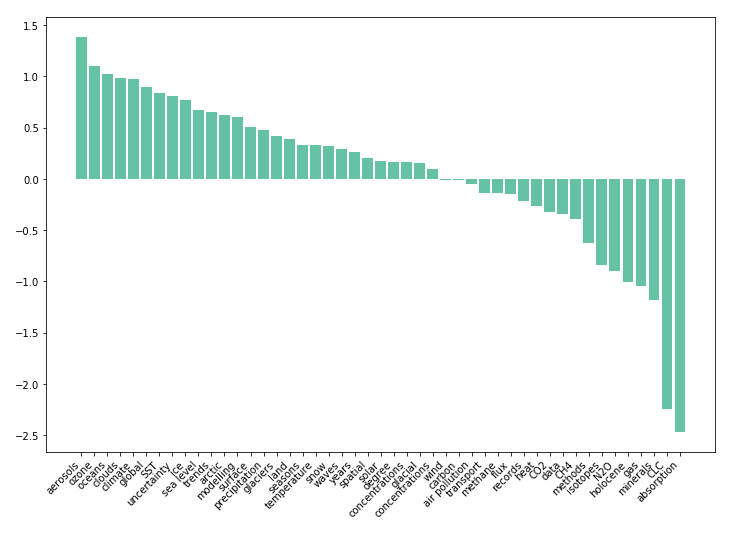 1.5
1.0
0.5
0.0
−0.5
−1.0
−1.5
−2.0
−2.5
aerosols
ozone
oceans
clouds
climate
global
SST
uncertainty
Ice
sea level
trends
arctic
modelling
surface
precipitation
glaciers
land
seasons
temperature
snow
waves
years
spatial
solar
degree
concentrations
glacial
concentrations
wind
carbon
air pollution
transport
methane
flux
records
heat
CO2
data
CH4
methods
isotopes
N2O
holocene
gas
minerals
CLC
absorption